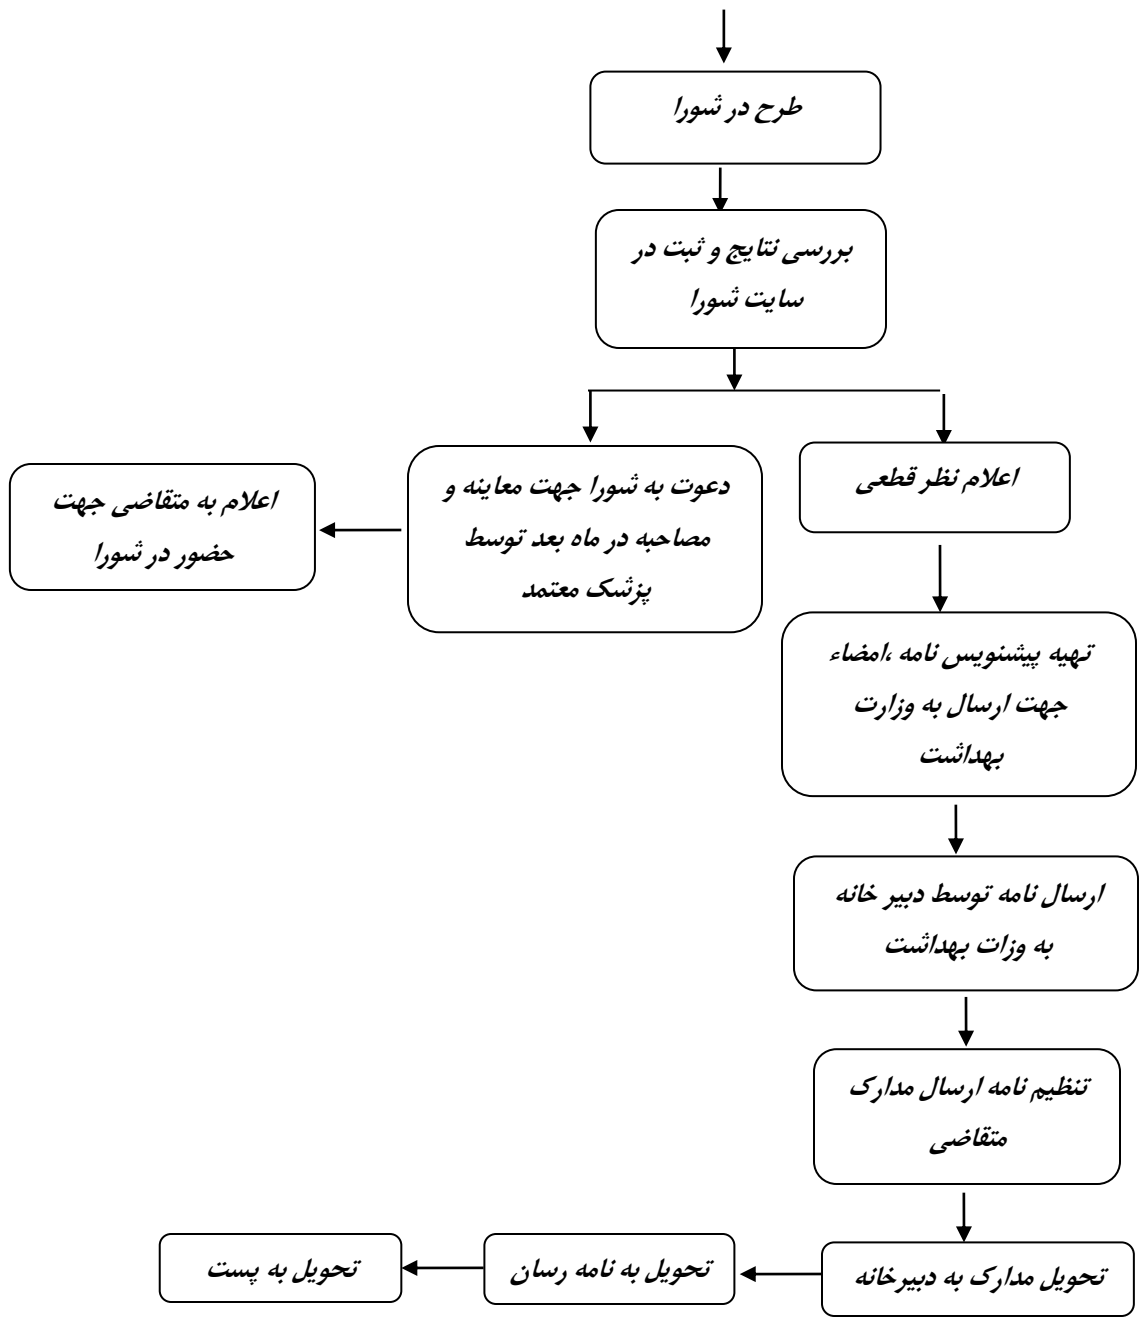 طرح در شورا
بررسی نتایج و ثبت در
سایت شورا
اعلام نظر قطعی
دعوت به شورا جهت معاینه و
مصاحبه در ماه بعد توسط
پزشک معتمد
اعلام به متقاضی جهت
حضور در شورا
تهیه پیشنویس نامه ،امضاء
جهت ارسال به وزارت
بهداشت
ارسال نامه توسط دبیر خانه
به وزات بهداشت
تنظیم نامه ارسال مدارک
متقاضی
تحویل مدارک به دبیرخانه
تحویل به نامه رسان
تحویل به پست